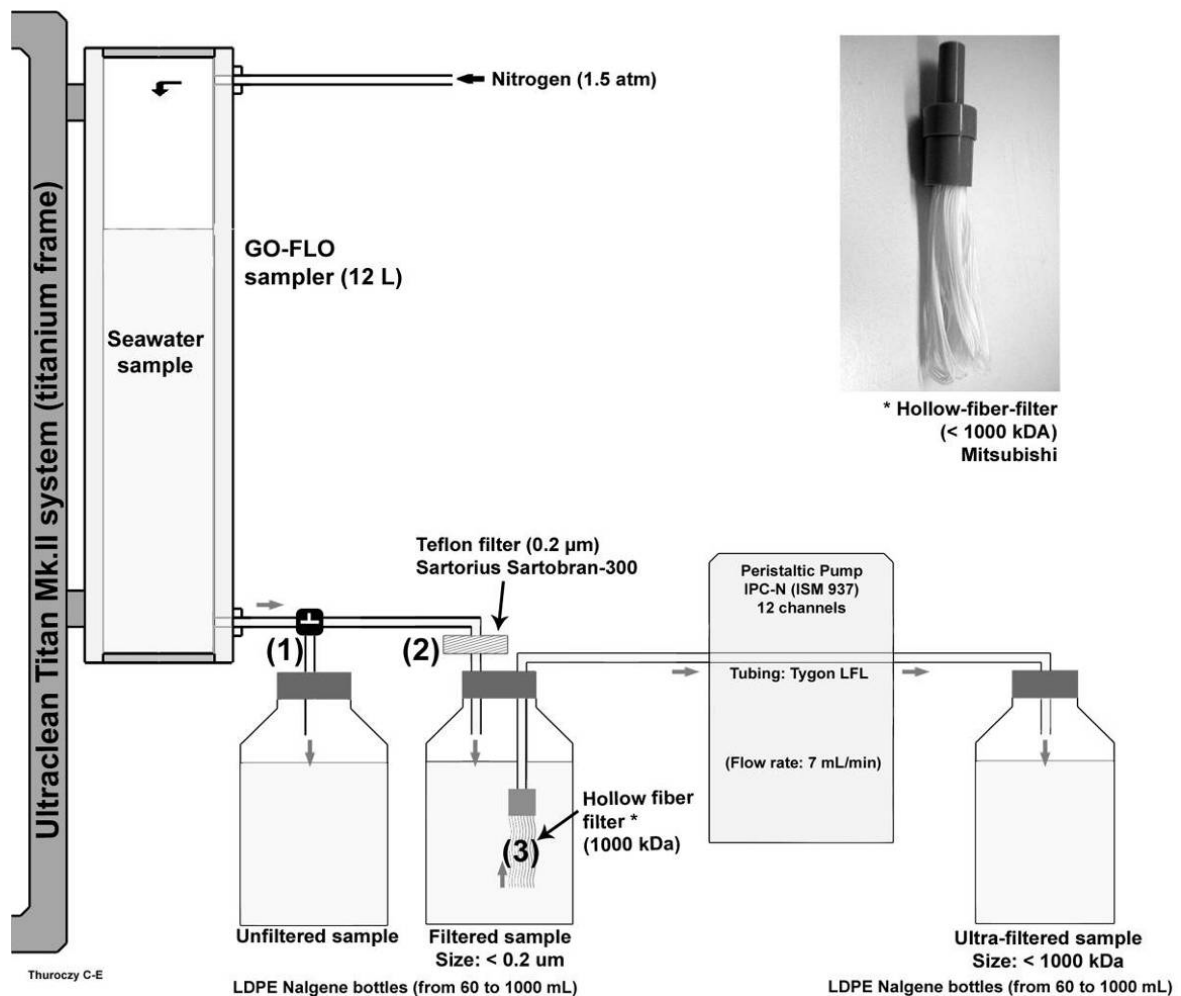 Ultraclean Titan Mk.II system (titanium frame)
Nitrogen (1.5 atm)
GO-FLO
sampler (12 L)
Seawater
sample
* Hollow-fiber-filter
(< 1000 kDA)
Mitsubishi
Teflon filter (0.2 µm)
Sartorius Sartobran-300
Peristaltic Pump
IPC-N (ISM 937)
12 channels
(1)
(2)
Tubing: Tygon LFL
(Flow rate: 7 mL/min)
Hollow fiber
filter *
(1000 kDa)
(3)
Unfiltered sample
Filtered sample
Size: < 0.2 um
LDPE Nalgene bottles (from 60 to 1000 mL)
Ultra-filtered sample
Size: < 1000 kDa
LDPE Nalgene bottles (from 60 to 1000 mL)
Thuroczy C-E